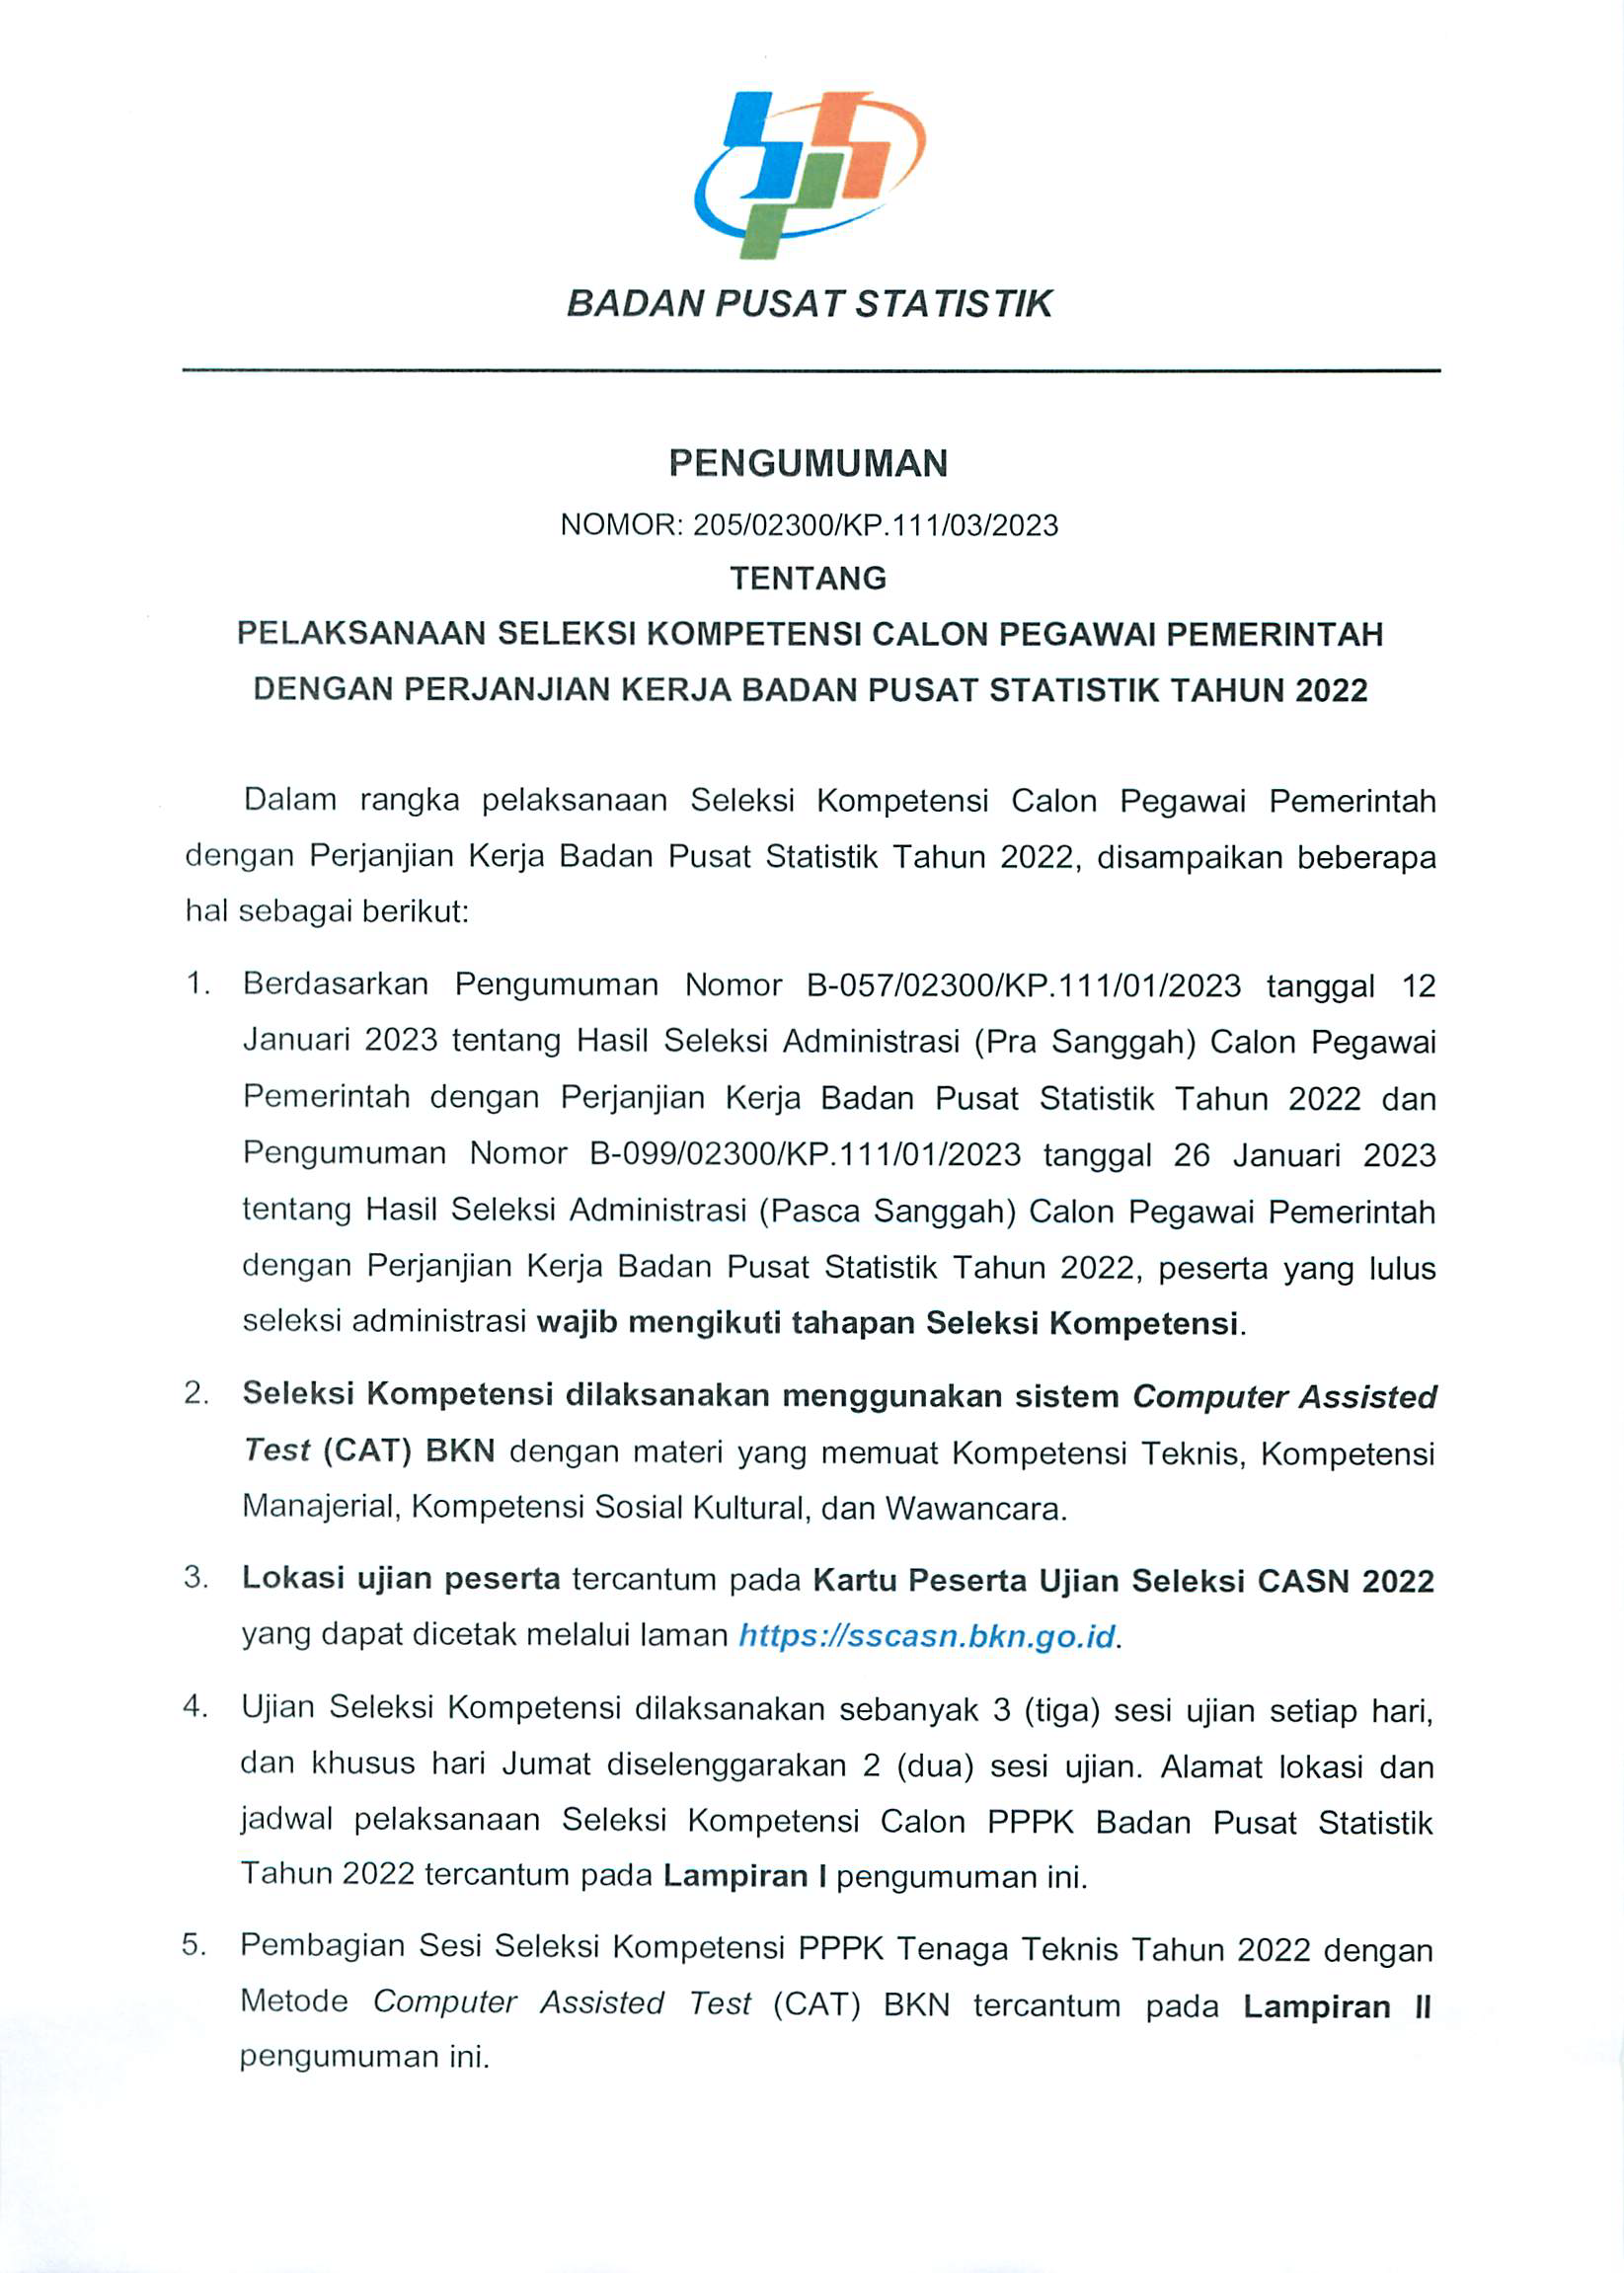 BADAN PUSAT STATISTIK
PENGUMUMAN
NOMOR: 205/02300/KP.111/03/2023
TENTANG
PELAKSANAAN SELEKSI KOMPETENSI CALON PEGAWAI PEMERINTAH
DENGAN PERJANJIAN KERJA BADAN PUSAT STATISTIK TAHUN 2022
Dalam rangka pelaksanaan Seleksi Kompetensi Calon Pegawai Pemerintah
dengan Perjanjian Kerja Badan Pusat Statistik Tahun 2022, disampaikan beberapa
hal sebagai berikut:
1. Berdasarkan Pengumuman Nomor B-057/02300/KP.111/01/2023 tanggal 12
Januari 2023 tentang Hasil Seleksi Administrasi (Pra Sanggah) Calon Pegawai
Pemerintah dengan Perjanjian Kerja Badan Pusat Statistik Tahun 2022 dan
Pengumuman Nomor B-099/02300/KP.111/01/2023 tanggal 26 Januari 2023
tentang Hasil Seleksi Administrasi (Pasca Sanggah) Calon Pegawai Pemerintah
dengan Perjanjian Kerja Badan Pusat Statistik Tahun 2022, peserta yang lulus
seleksi administrasi wajib mengikuti tahapan Seleksi Kompetensi.
2. Seleksi Kompetensi dilaksanakan menggunakan sistem Computer Assisted
Test (CAT) BKN dengan materi yang memuat Kompetensi Teknis, Kompetensi
Manajerial, Kompetensi Sosial Kultural, dan Wawancara.
3. Lokasi ujian peserta tercantum pada Kartu Peserta Ujian Seleksi CASN 2022
yang dapat dicetak melalui laman https://sscasn.bkn.go.id.
4. Ujian Seleksi Kompetensi dilaksanakan sebanyak 3 (tiga) sesi ujian setiap hari,
dan khusus hari Jumat diselenggarakan 2 (dua) sesi ujian. Alamat lokasi dan
jadwal pelaksanaan Seleksi Kompetensi Calon PPPK Badan Pusat Statistik
Tahun 2022 tercantum pada Lampiran I pengumuman ini.
5. Pembagian Sesi Seleksi Kompetensi PPPK Tenaga Teknis Tahun 2022 dengan
Metode Computer Assisted Test (CAT) BKN tercantum pada Lampiran II
pengumuman ini.